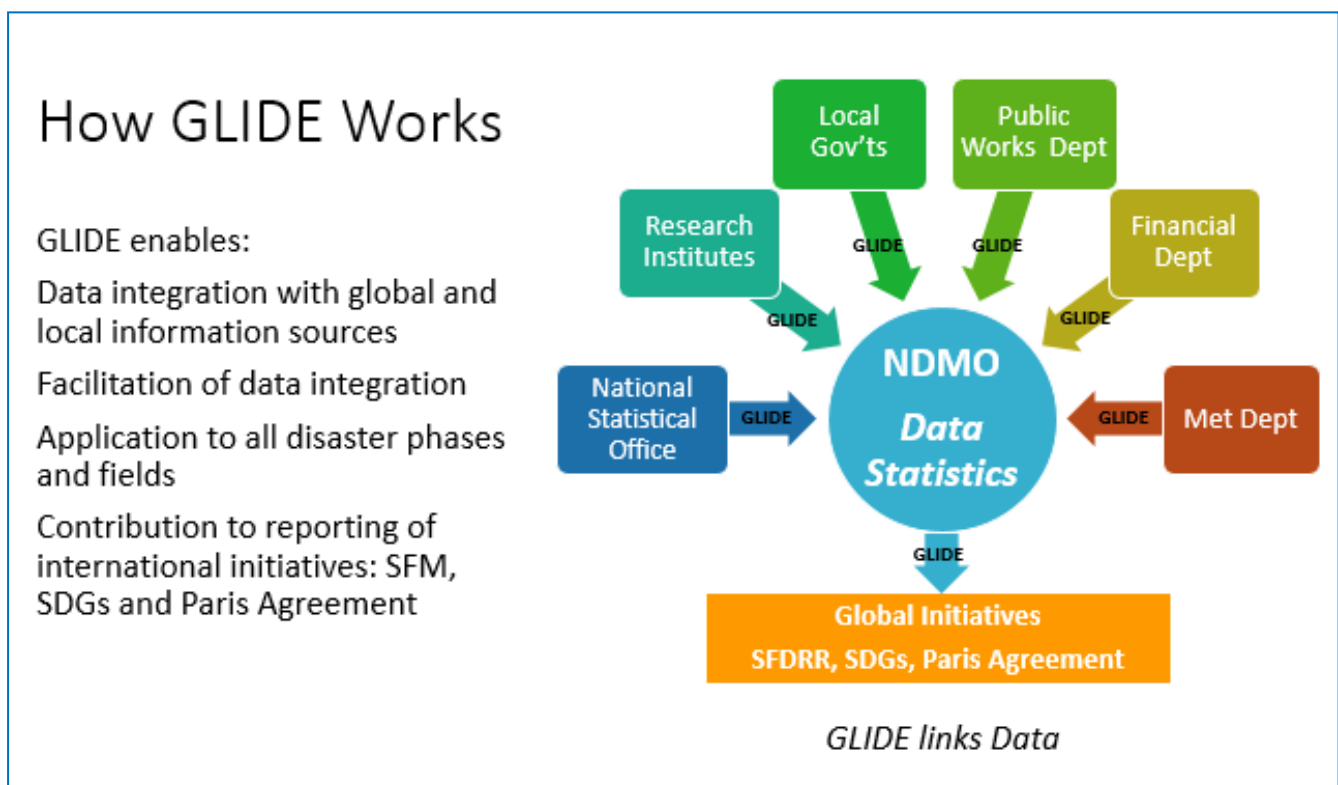 How GLIDE Works
GLIDE enables:
Data integration with global and
local information sources
Facilitation of data integration
Application to all disaster phases
and fields
Contribution to reporting of
international initiatives: SFM,
SDGs and Paris Agreement
Local
Gov'ts
Public
Works Dept
Research
Institutes
Financial
Dept
National
Statistical
Office
Met Dept
GLIDE
GLIDE
GLIDE
GLIDE
GLIDE
GLIDE
NDMO
Data
Statistics
GLIDE
Global Initiatives
SFDRR, SDGs, Paris Agreement
GLIDE links Data